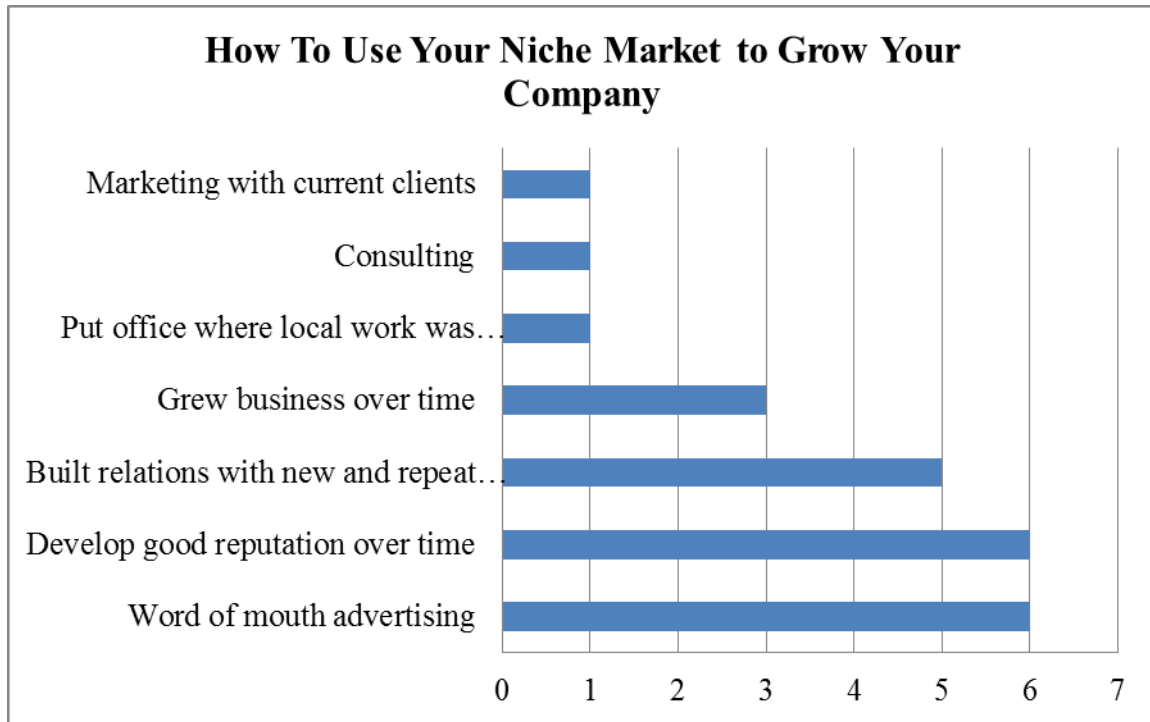 How To Use Your Niche Market to Grow Your
Company
Marketing with current clients
Consulting
Put office where local work was…
Grew business over time
Built relations with new and repeat…
Develop good reputation over time
Word of mouth advertising
0 1 2 3 4 5 6 7